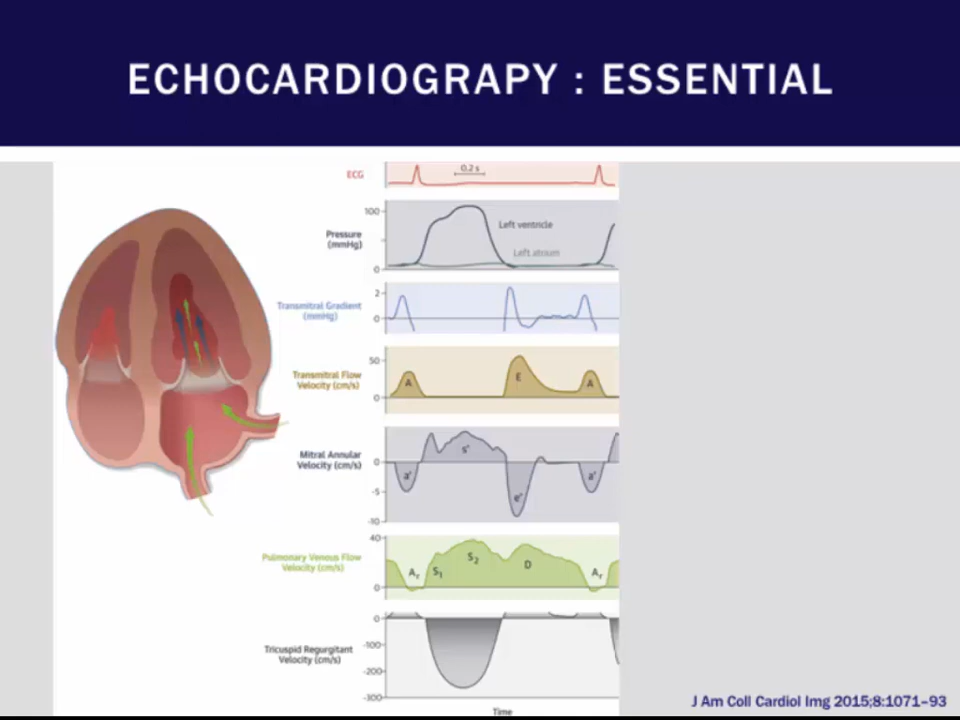 ECHOCARDIOGRAPY : ESSENTIAL
ECG
0.2 s
100
Pressure
(mmHg)
Left ventricle
Left atrium
0
Transmitral Gradient
(mmHg)
2
0
Transmitral Flow
Velocity (cm/s)
50
0
A
E
A
Mitral Annular
Velocity (cm/s)
0
-5
-10
a'
s'
e'
a'
Pulmonary Venous Flow
Velocity (cm/s)
40
0
Ar
S1
S2
D
Ar
Tricuspid Regurgitant
Velocity (cm/s)
0
-100
-200
-300
Time
J Am Coll Cardiol Img 2015;8:1071–93